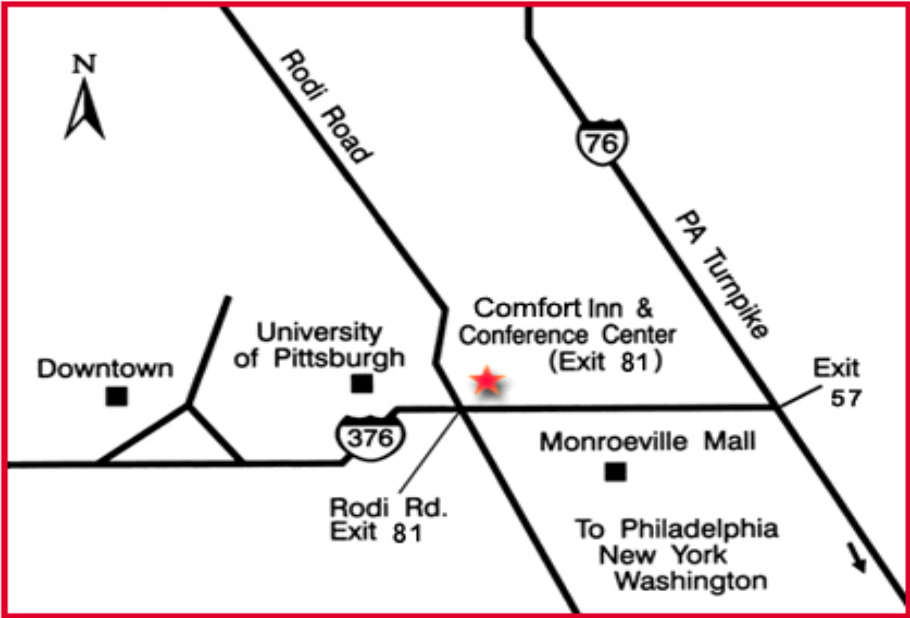 N
Rodi Road
76
PA Turnpike
Comfort Inn &
Conference Center
(Exit 81)
University
of Pittsburgh
Downtown
Exit
57
376
Monroeville Mall
Rodi Rd.
Exit 81
To Philadelphia
New York
Washington